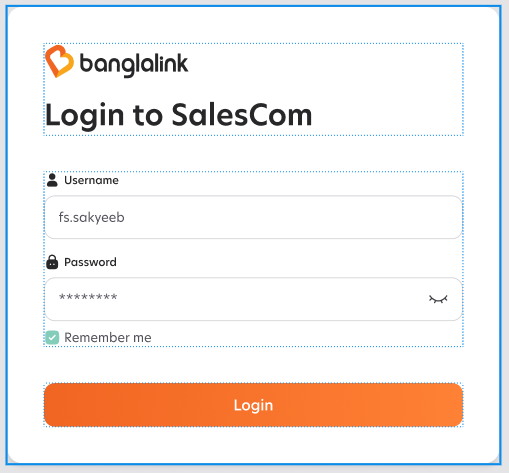 banglalink
Login to SalesCom
Username
fs.sakyeeb
Password
********
Remember me
Login